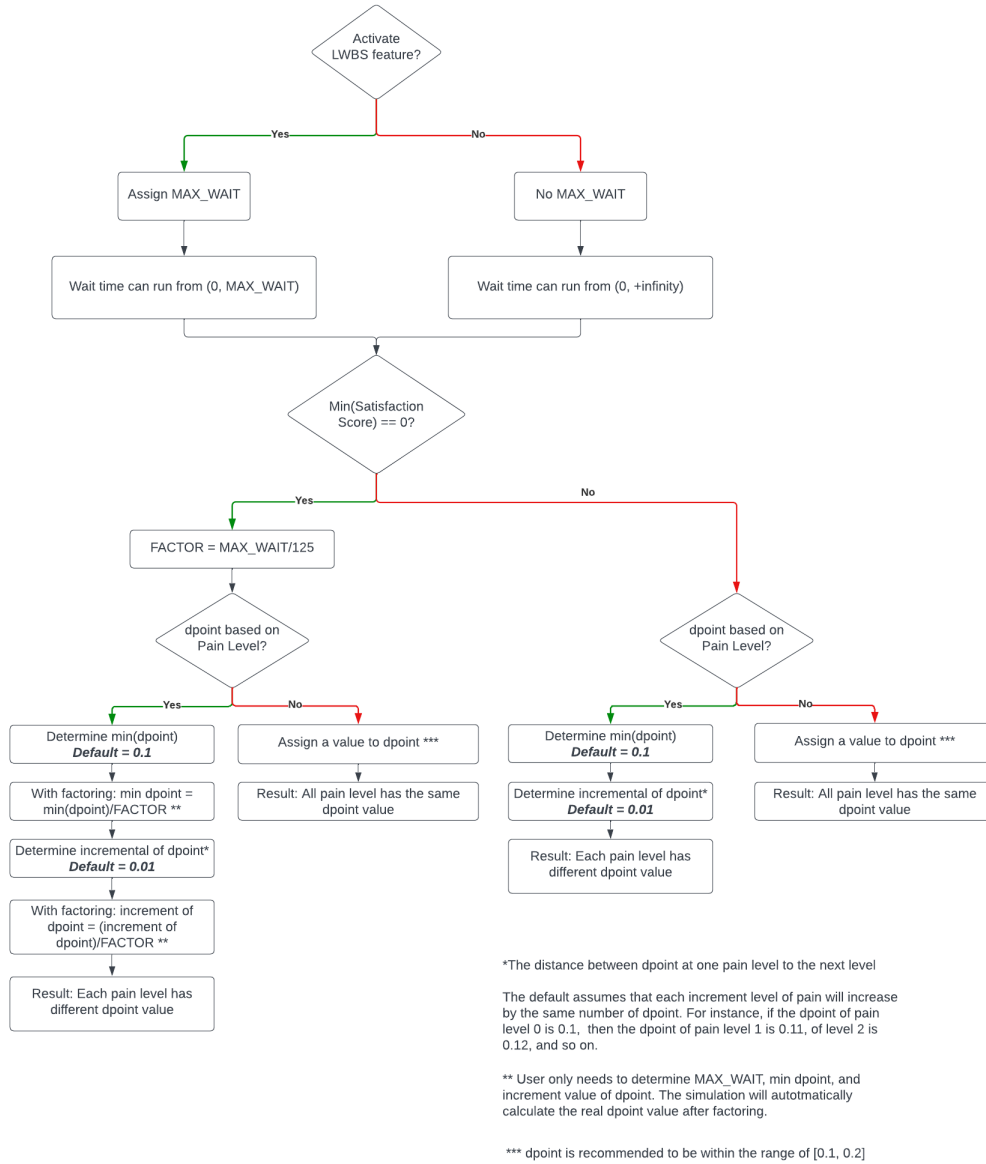 Activate
LWBS feature?
Yes
No
Assign MAX_WAIT
No MAX_WAIT
Wait time can run from (0, MAX_WAIT)
Wait time can run from (0, +infinity)
Min(Satisfaction
Score) == 0?
Yes
No
FACTOR = MAX_WAIT/125
dpoint based on
Pain Level?
dpoint based on
Pain Level?
Yes
No
Yes
No
Determine min(dpoint)
Default = 0.1
With factoring: min dpoint =
min(dpoint)/FACTOR **
Determine incremental of dpoint*
Default = 0.01
With factoring: increment of
dpoint = (increment of
dpoint)/FACTOR **
Result: Each pain level has
different dpoint value
Assign a value to dpoint ***
Result: All pain level has the same
dpoint value
Determine min(dpoint)
Default = 0.1
Determine incremental of dpoint*
Default = 0.01
Result: Each pain level has
different dpoint value
Assign a value to dpoint ***
Result: All pain level has the same
dpoint value
*The distance between dpoint at one pain level to the next level
The default assumes that each increment level of pain will increase
by the same number of dpoint. For instance, if the dpoint of pain
level 0 is 0.1,  then the dpoint of pain level 1 is 0.11, of level 2 is
0.12, and so on.
** User only needs to determine MAX_WAIT, min dpoint, and
increment value of dpoint. The simulation will autotmatically
calculate the real dpoint value after factoring.
*** dpoint is recommended to be within the range of [0.1, 0.2]